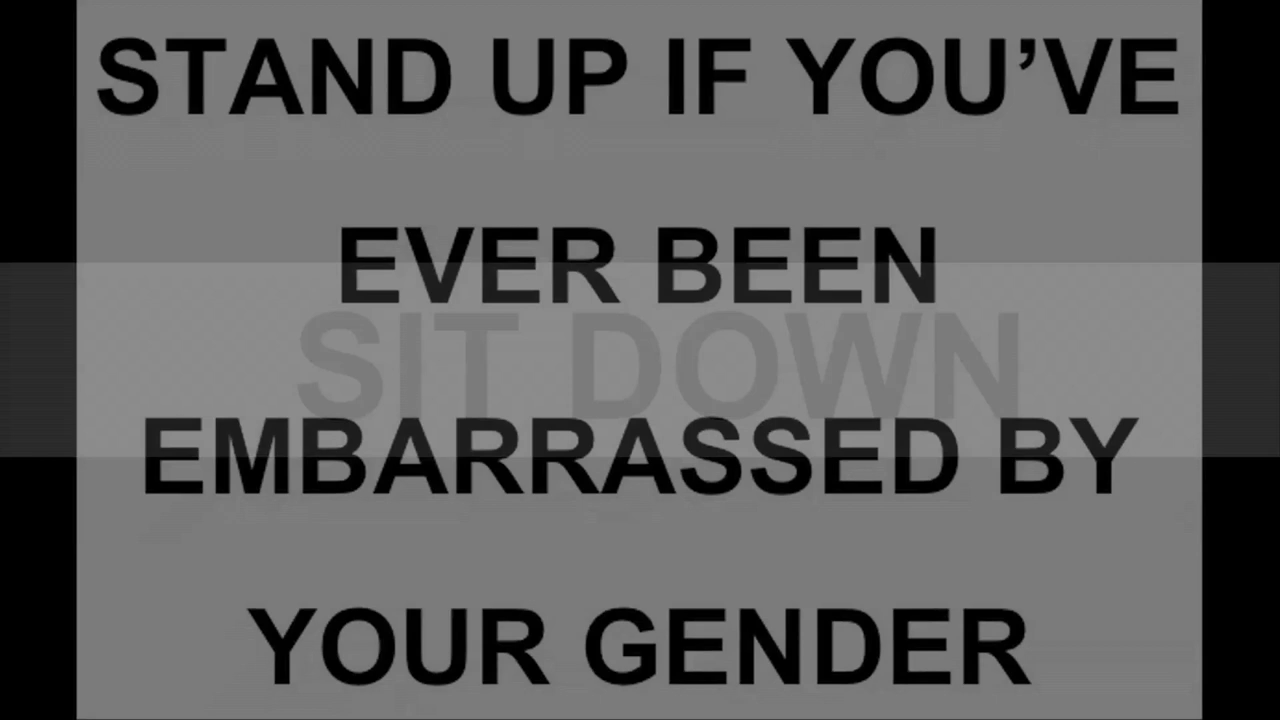 STAND UP IF YOU’VE
EVER BEEN
SIT DOWN
EMBARRASSED BY
YOUR GENDER